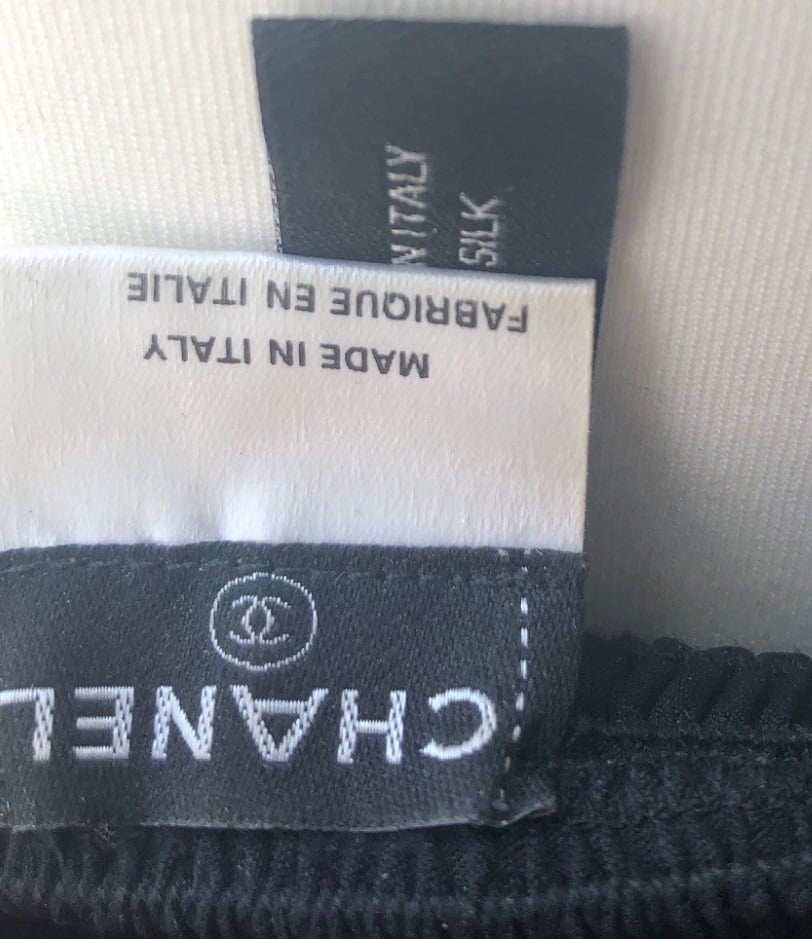 CHANEL
MADE IN ITALY
FABRIQUE EN ITALIE
N ITALY
SILK